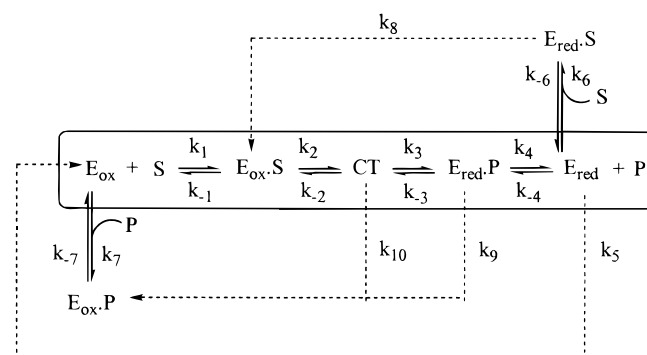 k8
Ered.S
k-6 k6
S
k1 k2 k3 k4
Eox + S Eox.S CT Ered.P Ered + P
k-1 k-2 k-3 k-4
P
k-7 k7 k10 k9 k5
Eox.P